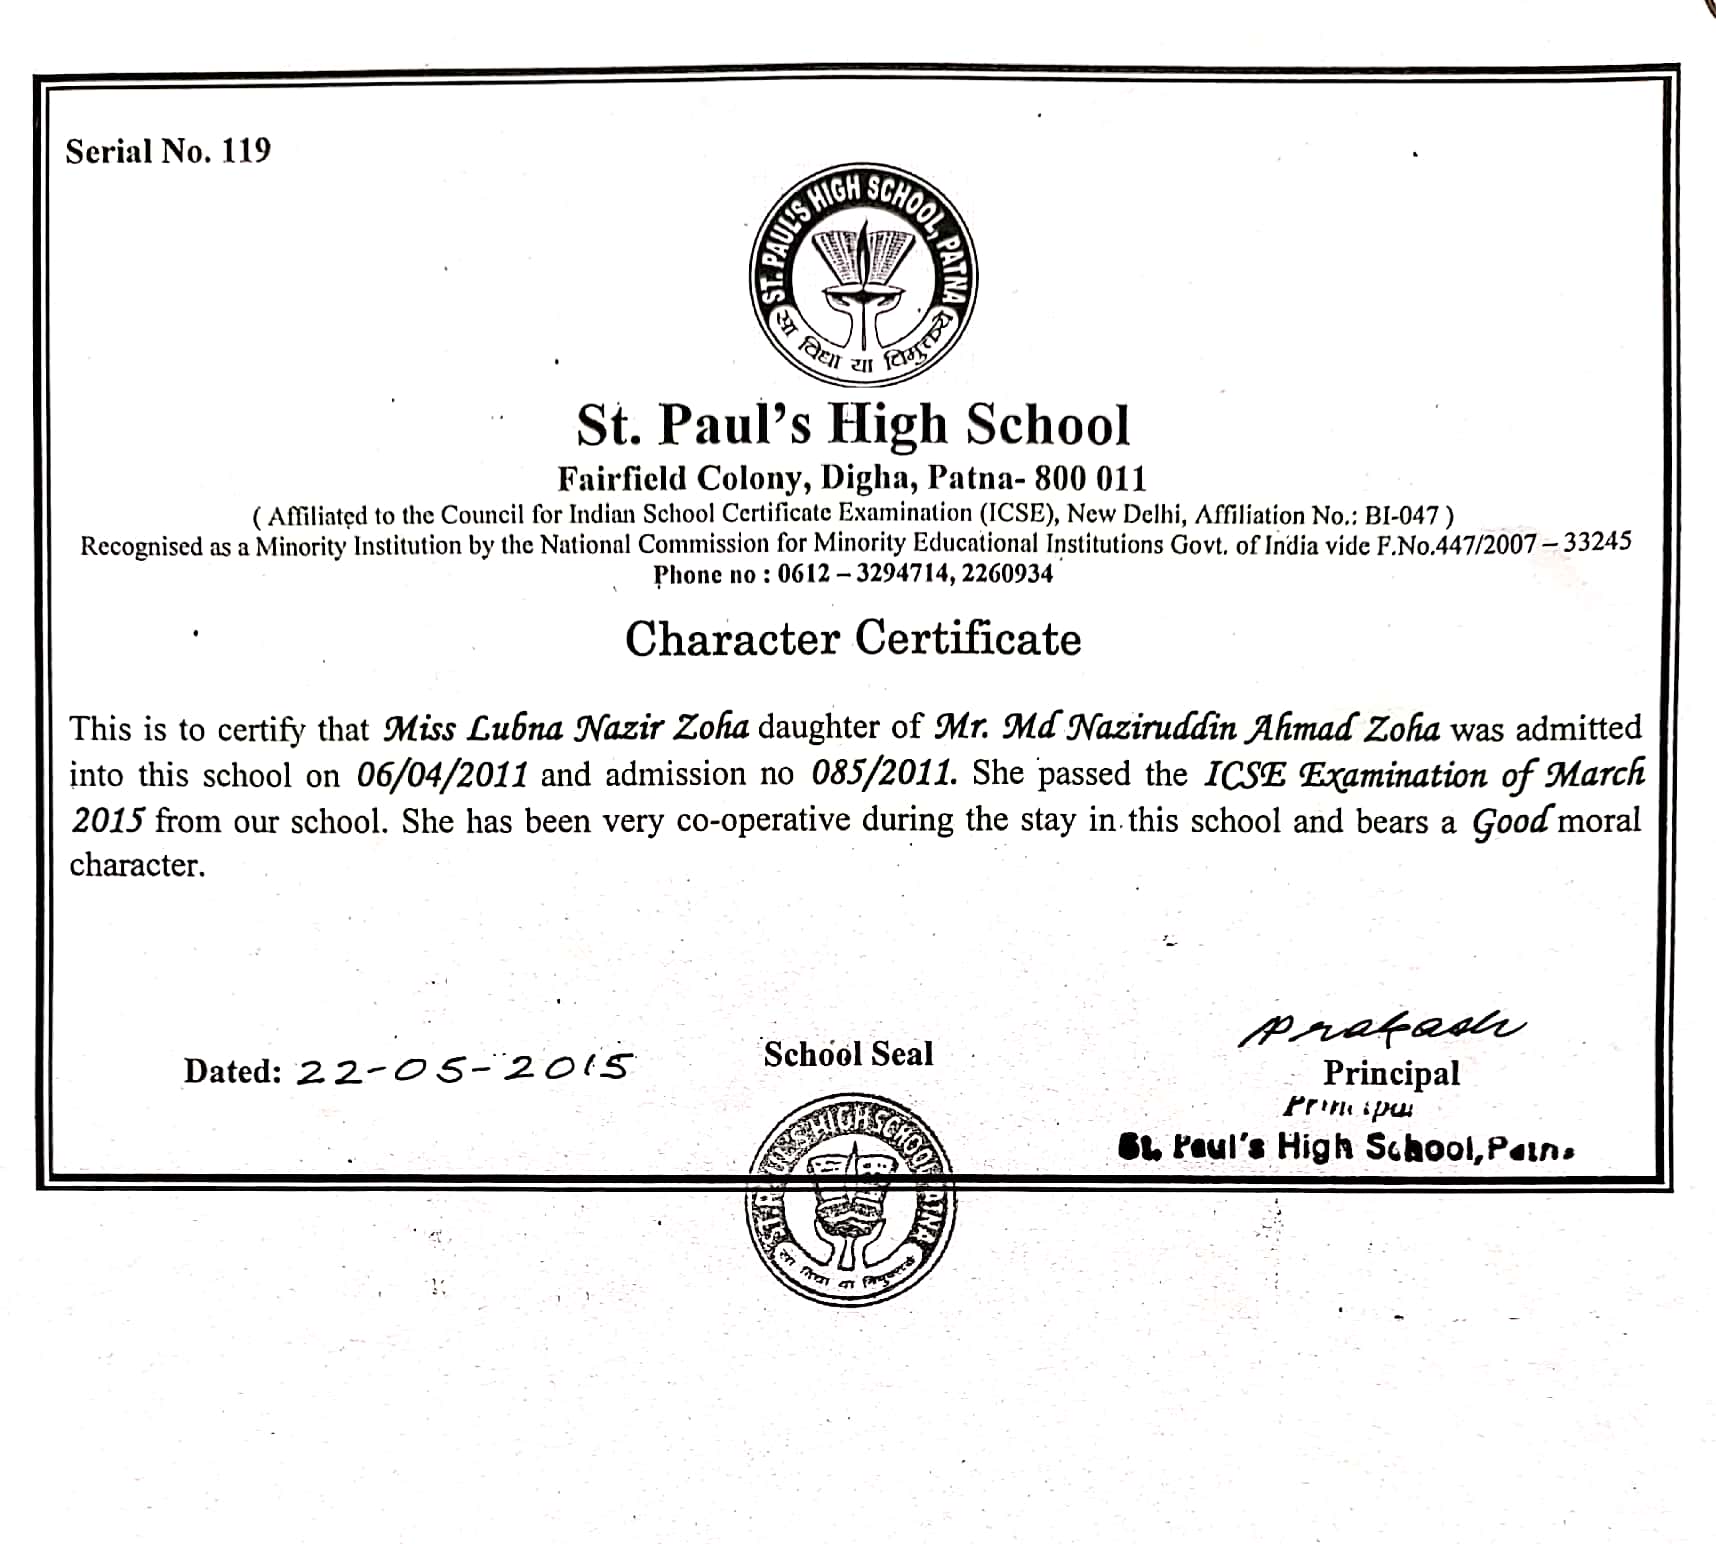 Serial No. 119
ST. PAUL'S HIGH SCHOOL, PATNA
सा विद्या या विमुक्तये
St. Paul's High School
Fairfield Colony, Digha, Patna- 800 011
( Affiliated to the Council for Indian School Certificate Examination (ICSE), New Delhi, Affiliation No.: BI-047 )
Recognised as a Minority Institution by the National Commission for Minority Educational Institutions Govt. of India vide F.No.447/2007 – 33245
Phone no : 0612 – 3294714, 2260934
Character Certificate
This is to certify that Miss Lubna Nazir Zoha daughter of Mr. Md Naziruddin Ahmad Zoha was admitted
into this school on 06/04/2011 and admission no 085/2011. She passed the ICSE Examination of March
2015 from our school. She has been very co-operative during the stay in this school and bears a Good moral
character.
Dated: 22-05-2015
School Seal
Prakash
Principal
Principal
St. Paul's High School, Patna
ST. PAUL'S HIGH SCHOOL PATNA
सा विद्या या विमुक्तये